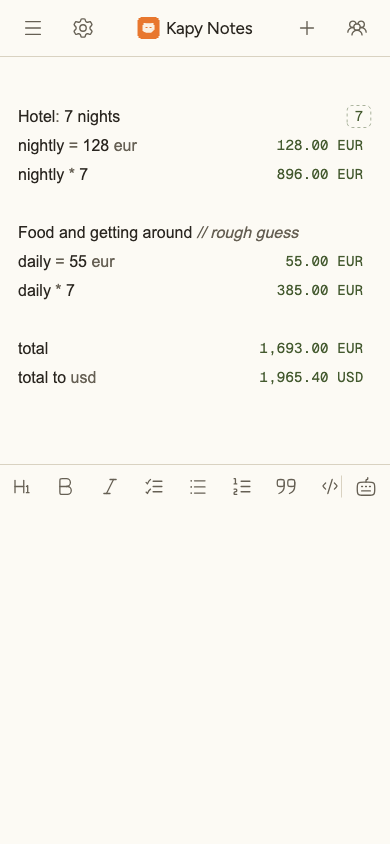 Kapy Notes
Hotel: 7 nights 7
nightly = 128 eur 128.00 EUR
nightly * 7 896.00 EUR
Food and getting around // rough guess
daily = 55 eur 55.00 EUR
daily * 7 385.00 EUR
total 1,693.00 EUR
total to usd 1,965.40 USD
H1 B I 99 </>